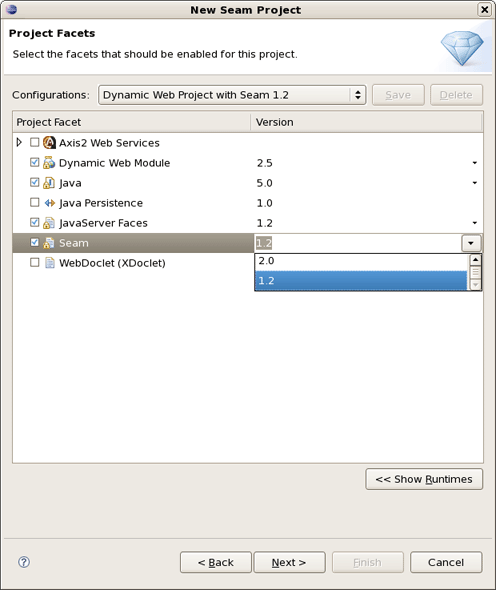 New Seam Project
Project Facets
Select the facets that should be enabled for this project.
Configurations: Dynamic Web Project with Seam 1.2 Save Delete
Project Facet Version
Axis2 Web Services
Dynamic Web Module 2.5
Java 5.0
Java Persistence 1.0
JavaServer Faces 1.2
Seam 1.2
2.0
WebDoclet (XDoclet)
1.2
<< Show Runtimes
? < Back Next > Finish Cancel